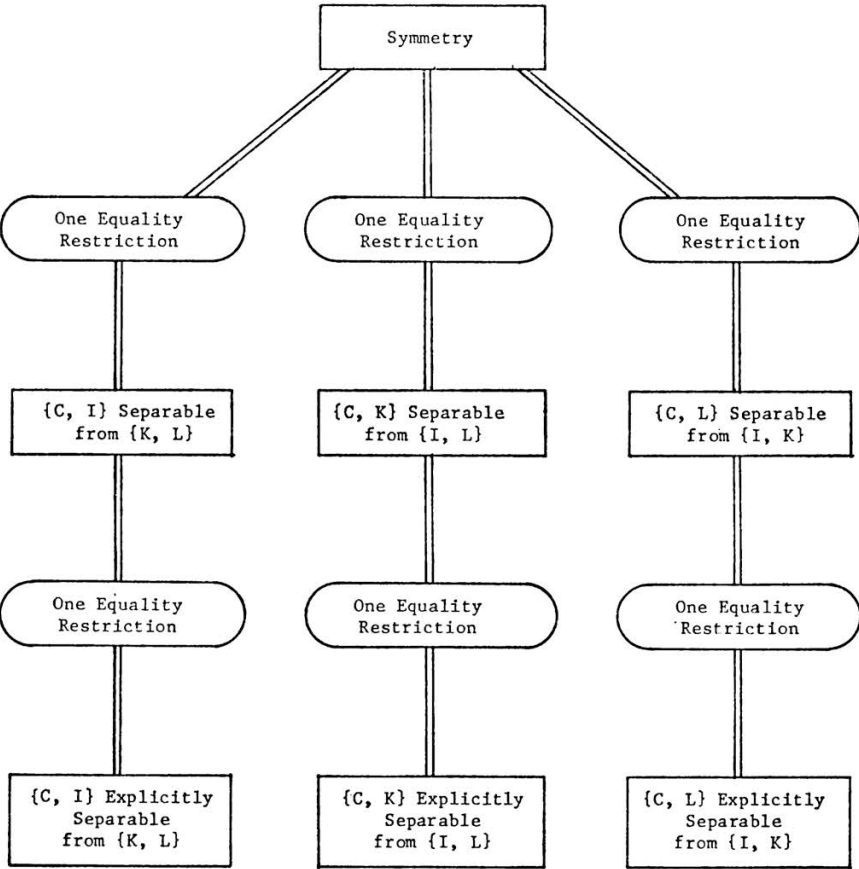 Symmetry
One Equality
Restriction
One Equality
Restriction
One Equality
Restriction
{C, I} Separable
from {K, L}
{C, K} Separable
from {I, L}
{C, L} Separable
from {I, K}
One Equality
Restriction
One Equality
Restriction
One Equality
Restriction
{C, I} Explicitly
Separable
from {K, L}
{C, K} Explicitly
Separable
from {I, L}
{C, L} Explicitly
Separable
from {I, K}